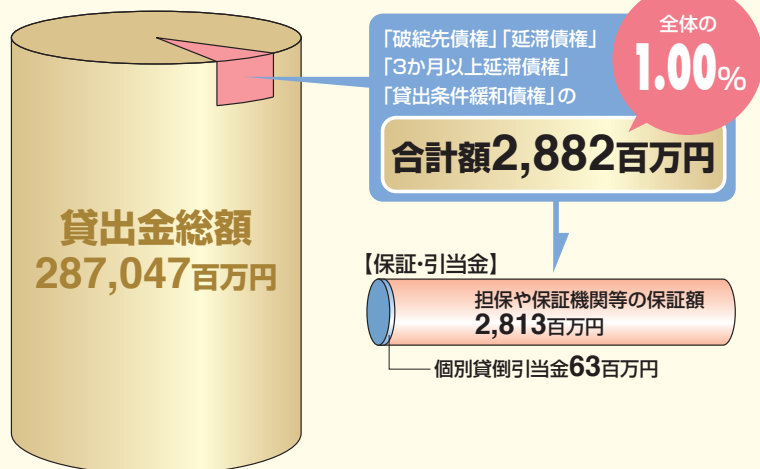 「破綻先債権」「延滞債権」
「3か月以上延滞債権」
「貸出条件緩和債権」の
全体の
1.00%
合計額2,882百万円
貸出金総額
287,047百万円
【保証・引当金】
担保や保証機関等の保証額
2,813百万円
個別貸倒引当金63百万円